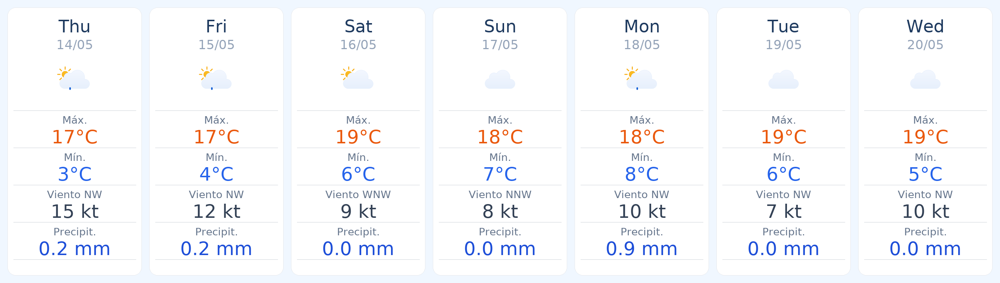 Thu
14/05
Máx.
17°C
Mín.
3°C
Viento NW
15 kt
Precipit.
0.2 mm
Fri
15/05
Máx.
17°C
Mín.
4°C
Viento NW
12 kt
Precipit.
0.2 mm
Sat
16/05
Máx.
19°C
Mín.
6°C
Viento WNW
9 kt
Precipit.
0.0 mm
Sun
17/05
Máx.
18°C
Mín.
7°C
Viento NNW
8 kt
Precipit.
0.0 mm
Mon
18/05
Máx.
18°C
Mín.
8°C
Viento NW
10 kt
Precipit.
0.9 mm
Tue
19/05
Máx.
19°C
Mín.
6°C
Viento NW
7 kt
Precipit.
0.0 mm
Wed
20/05
Máx.
19°C
Mín.
5°C
Viento NW
10 kt
Precipit.
0.0 mm